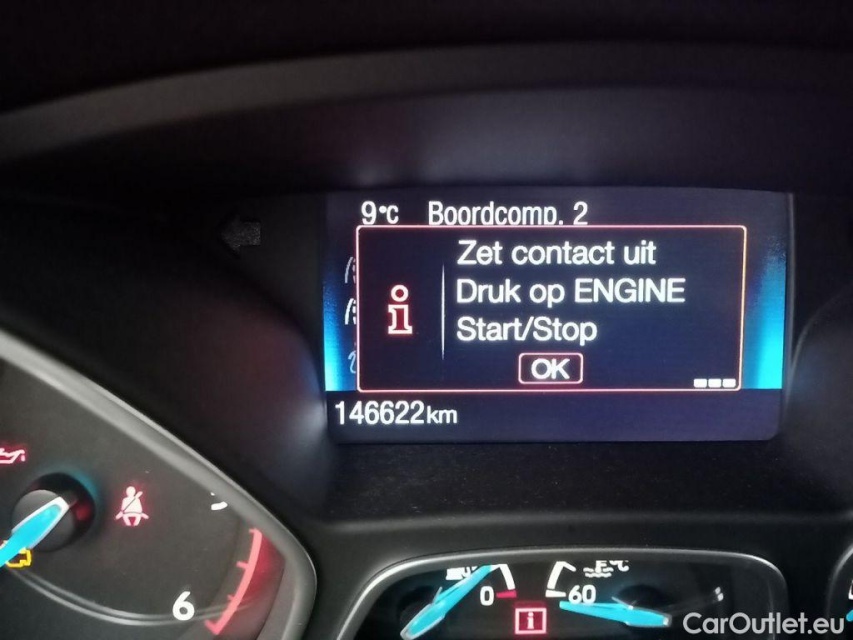 9°C Boordcomp. 2
Zet contact uit
Druk op ENGINE
Start/Stop
OK
146622km
6
0
60
°C
CarOutlet.eu